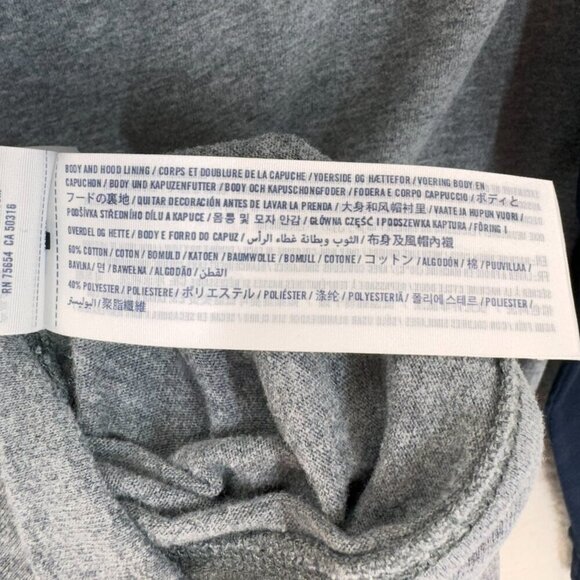 BODY AND HOOD LINING / CORPS ET DOUBLURE DE LA CAPUCHE / YDERSIDE OG HÆTTEFOR / VOERING BODY EN
CAPUCHON / BODY UND KAPUZENFUTTER / BODY OCH KAPUSCHONGFODER / FODERA E CORPO CAPPUCCIO / ボディと
フードの裏地 / QUITAR DECORACIÓN ANTES DE LAVAR LA PRENDA / 大身和风帽衬里 / VAATE JA HUPUN VUORI /
PODŠÍVKA STŘEDNÍHO DÍLU A KAPUCE / 몸통 및 모자 안감 / GŁÓWNA CZĘŚĆ I PODSZEWKA KAPTURA / FÔRING I
OVERDEL OG HETTE / BODY E FORRO DO CAPUZ / الثوب وبطانة غطاء الرأس / 布身及風帽內襯
60% COTTON / COTON / BOMULD / KATOEN / BAUMWOLLE / BOMULL / COTONE / コットン / ALGODÓN / 棉 / PUUVILLAA /
BAVLNA / 면 / BAWEŁNA / ALGODÃO / القطن
40% POLYESTER / POLIESTERE / ポリエステル / POLIÉSTER / 涤纶 / POLYESTERIÄ / 폴리에스테르 / POLIESTER /
البوليستر / 聚脂纖維
RN 75654 CA 50316